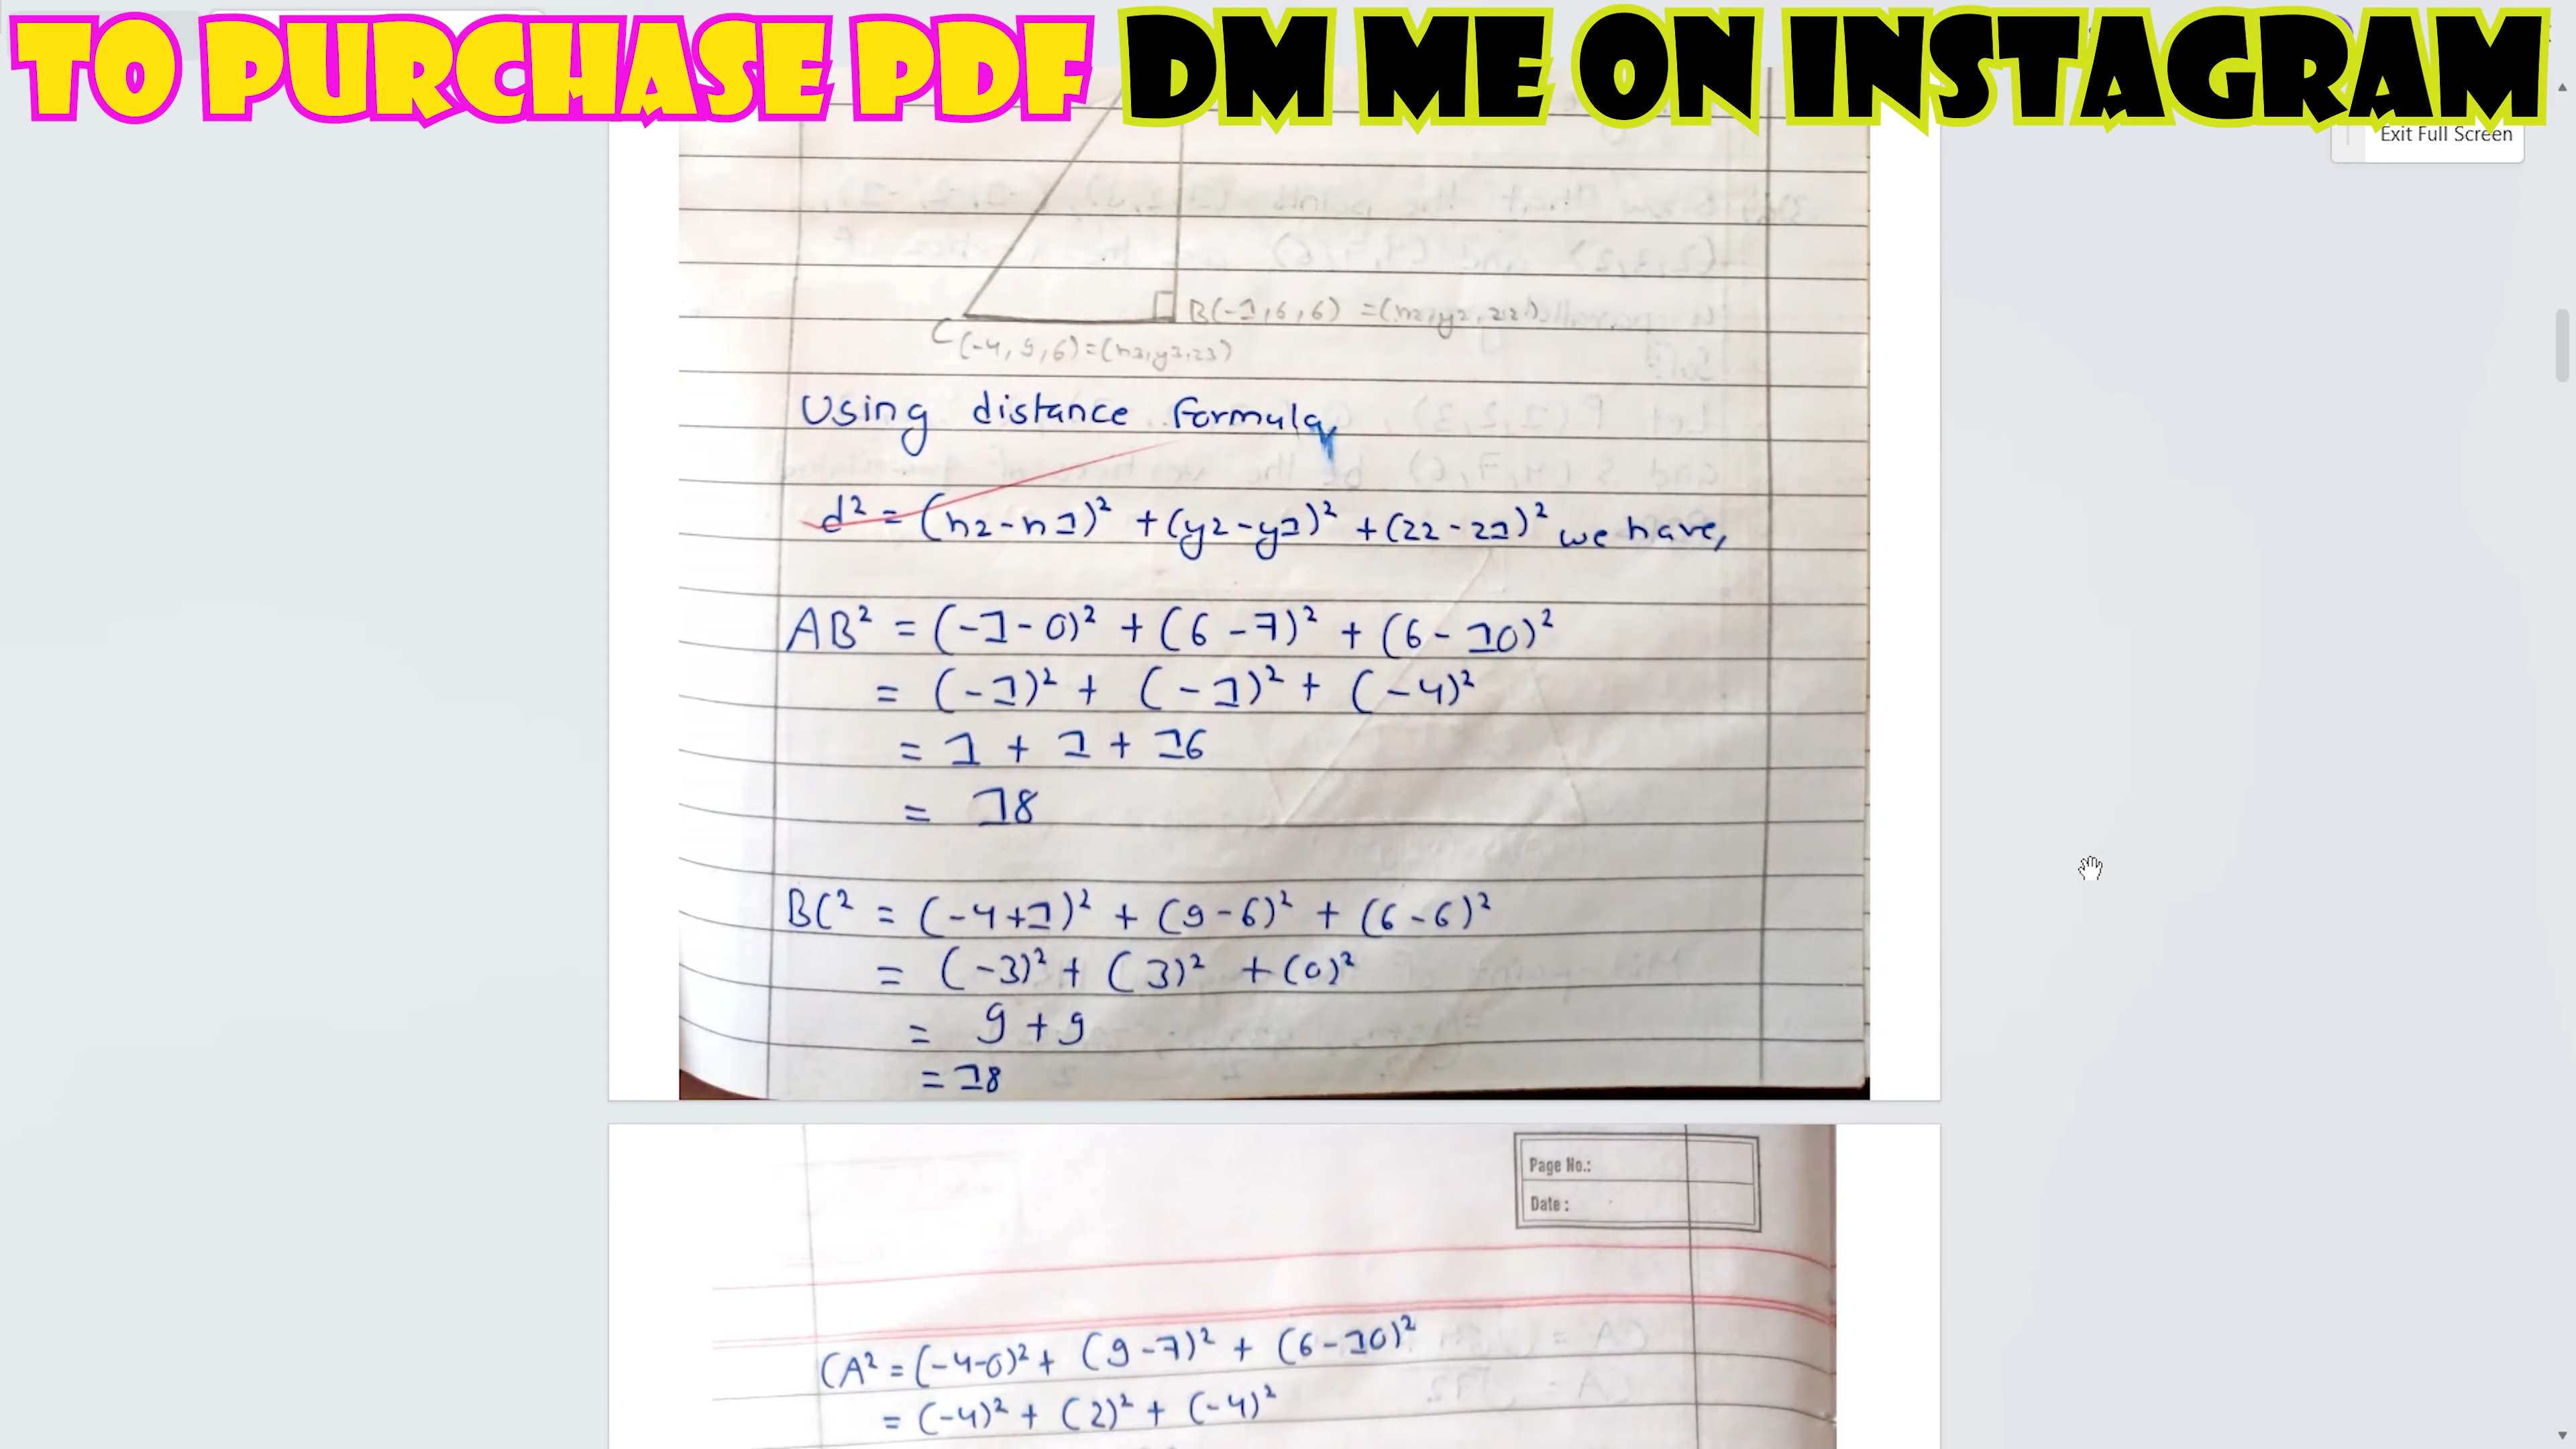 TO PURCHASE PDF DM ME ON INSTAGRAM
Exit Full Screen
B(-1,6,6) =(x2,y2,z2)
C(-4,9,6)=(x3,y3,z3)
Using distance formula,
d² = (x2-x1)² +(y2-y1)² +(z2-z1)² we have,
AB² = (-1-0)² + (6-7)² + (6-10)²
= (-1)² + (-1)² + (-4)²
= 1 + 1 + 16
= 18
BC² = (-4+1)² + (9-6)² + (6-6)²
= (-3)² + (3)² + (0)²
= 9+9
= 18
Page No.:
Date :
CA² = (-4-0)² + (9-7)² + (6-10)²
= (-4)² + (2)² + (-4)²